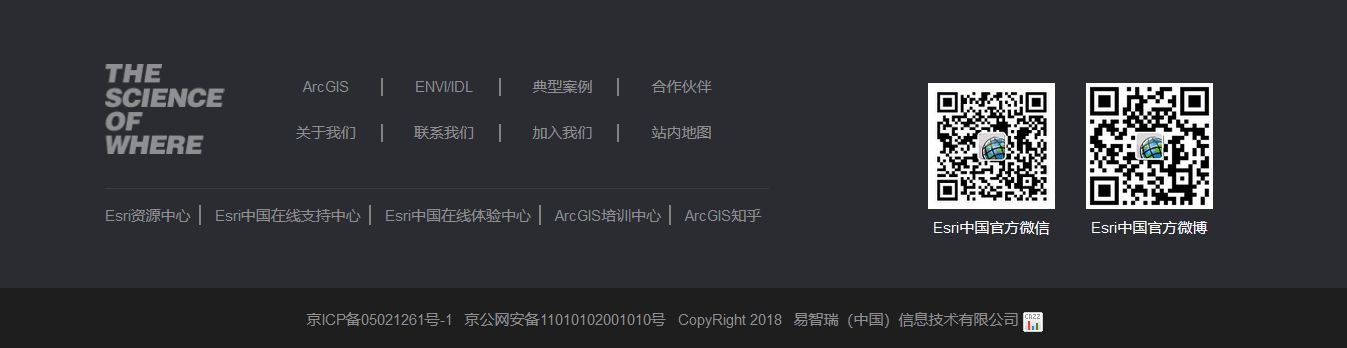 THE
SCIENCE
OF
WHERE
ArcGIS | ENVI/IDL | 典型案例 | 合作伙伴
关于我们 | 联系我们 | 加入我们 | 站内地图
Esri资源中心 | Esri中国在线支持中心 | Esri中国在线体验中心 | ArcGIS培训中心 | ArcGIS知乎
Esri中国官方微信 Esri中国官方微博
京ICP备05021261号-1 京公网安备11010102001010号 CopyRight 2018 易智瑞（中国）信息技术有限公司 CNZZ